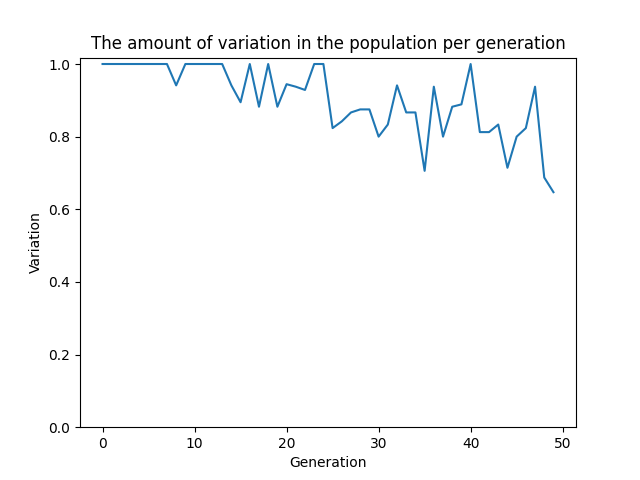 The amount of variation in the population per generation
1.0
0.8
0.6
0.4
0.2
0.0
Variation
0 10 20 30 40 50
Generation